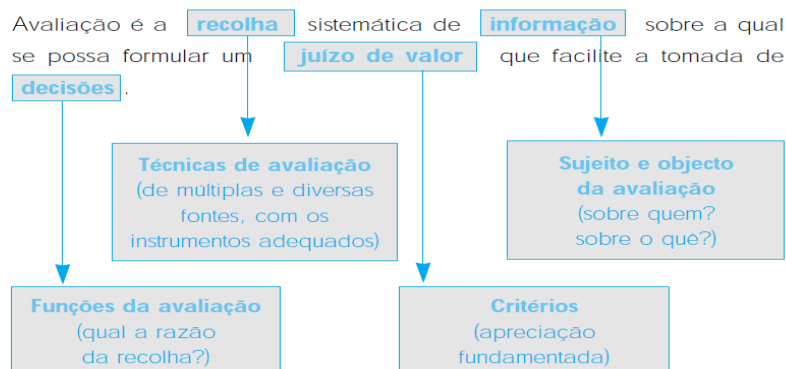 Avaliação é a recolha sistemática de informação sobre a qual
se possa formular um juízo de valor que facilite a tomada de
decisões.
Técnicas de avaliação
(de múltiplas e diversas
fontes, com os
instrumentos adequados)
Sujeito e objecto
da avaliação
(sobre quem?
sobre o quê?)
Funções da avaliação
(qual a razão
da recolha?)
Critérios
(apreciação
fundamentada)